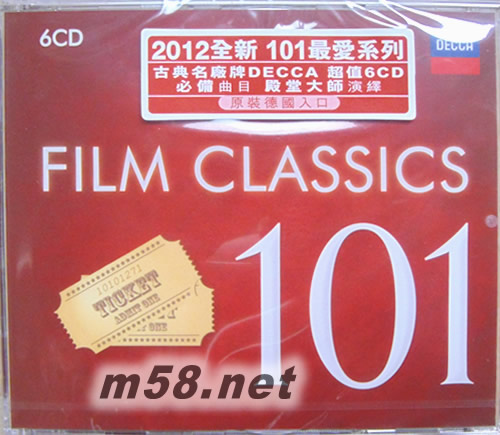 6CD
2012全新 101最愛系列
古典名廠牌DECCA 超值6CD
必備曲目 殿堂大師演繹
原裝德國入口
DECCA
FILM CLASSICS
101
10101271
TICKET
ADMIT ONE
m58.net